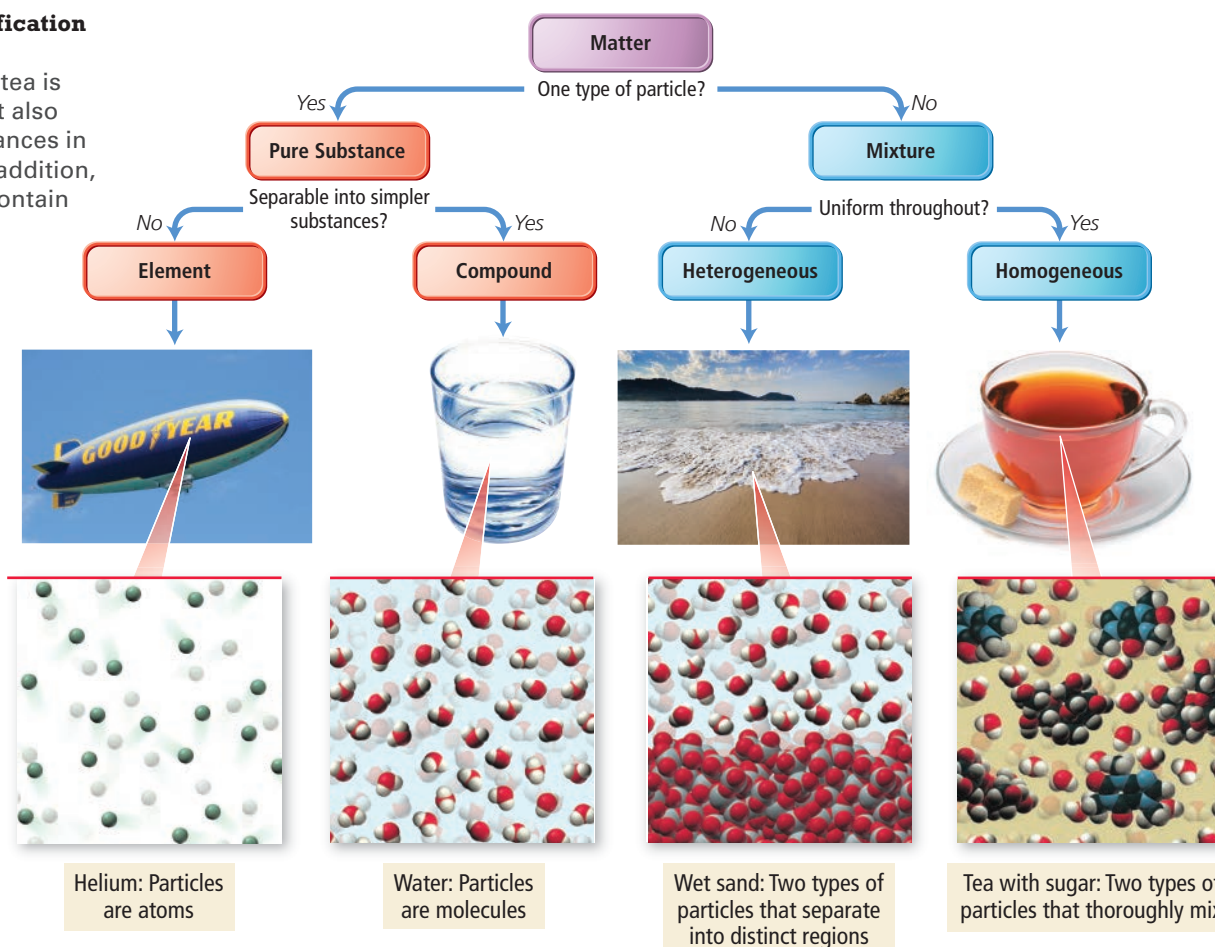 fication
tea is
t also
ances in
addition,
ontain
Matter
One type of particle?
Yes
No
Pure Substance
Mixture
Separable into simpler
substances?
Uniform throughout?
No
Yes
No
Yes
Element
Compound
Heterogeneous
Homogeneous
GOOD YEAR
Helium: Particles
are atoms
Water: Particles
are molecules
Wet sand: Two types of
particles that separate
into distinct regions
Tea with sugar: Two types of
particles that thoroughly mix